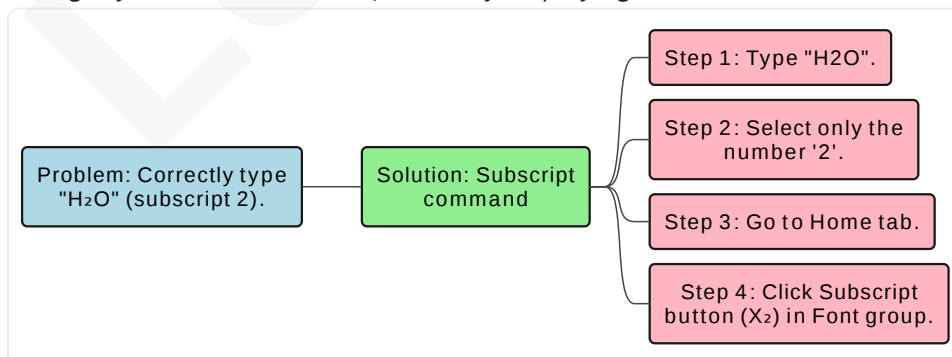 Problem: Correctly type
"H₂O" (subscript 2).
Solution: Subscript
command
Step 1: Type "H2O".
Step 2: Select only the
number '2'.
Step 3: Go to Home tab.
Step 4: Click Subscript
button (X₂) in Font group.